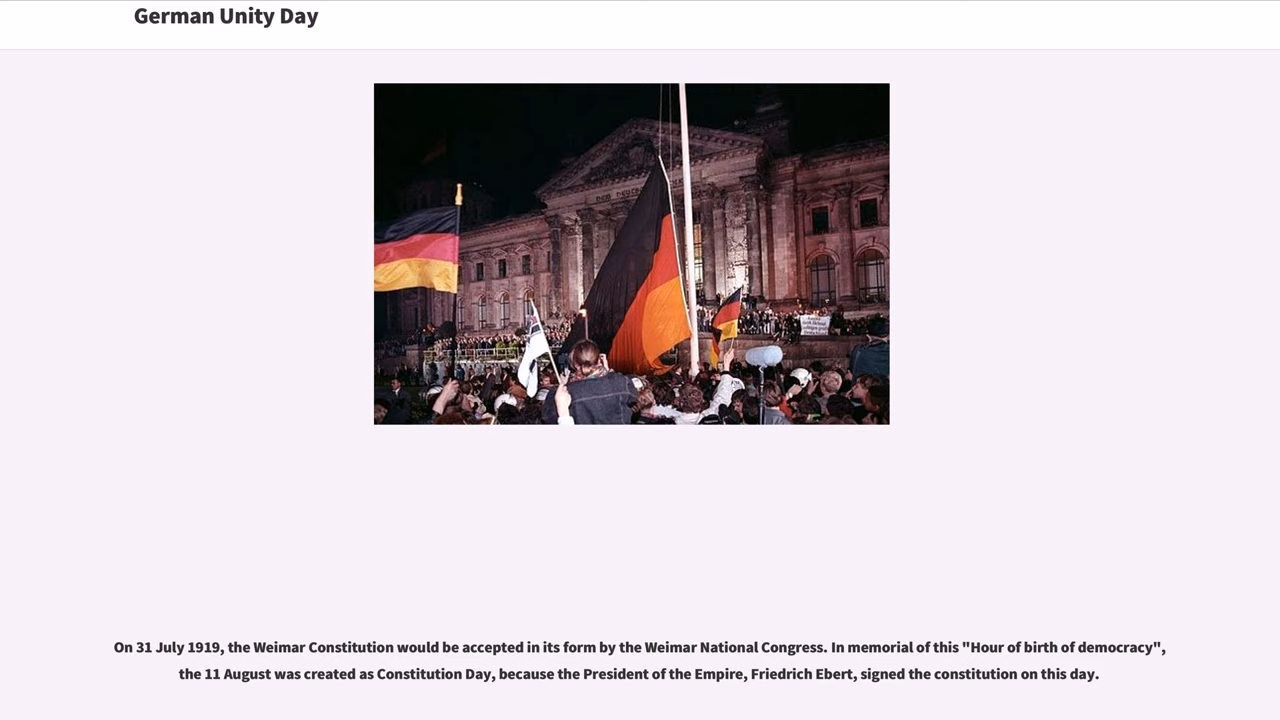 German Unity Day
On 31 July 1919, the Weimar Constitution would be accepted in its form by the Weimar National Congress. In memorial of this "Hour of birth of democracy",
the 11 August was created as Constitution Day, because the President of the Empire, Friedrich Ebert, signed the constitution on this day.